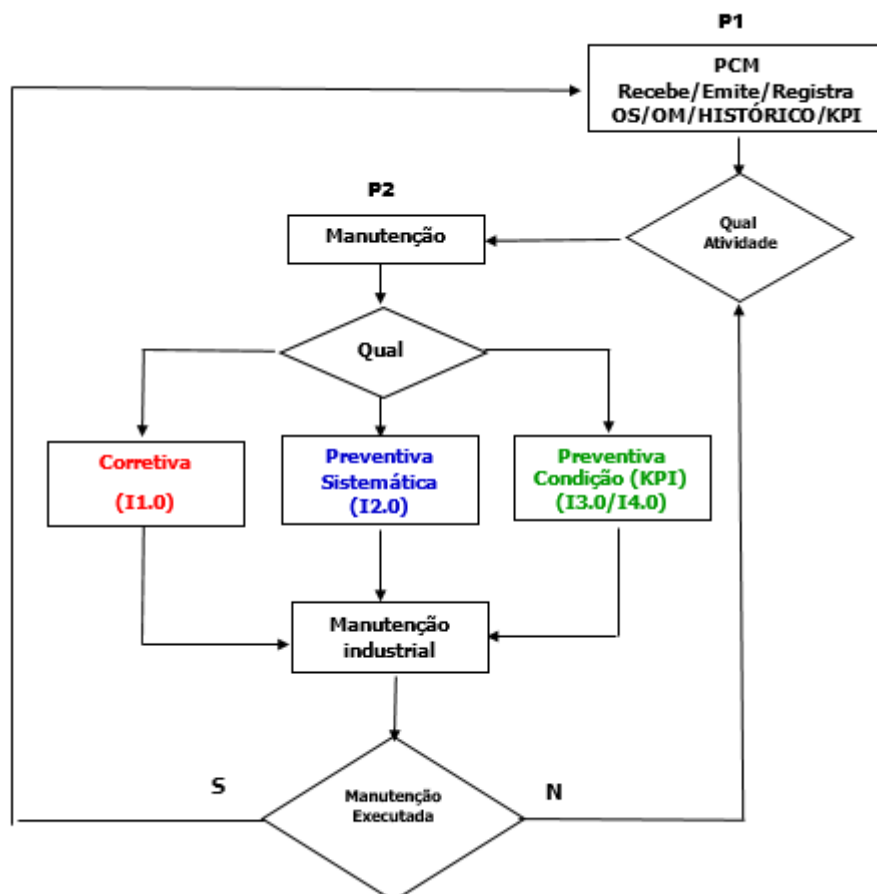 P1
PCM
Recebe/Emite/Registra
OS/OM/HISTÓRICO/KPI
P2
Qual
Atividade
Manutenção
Qual
Corretiva
(I1.0)
Preventiva
Sistemática
(I2.0)
Preventiva
Condição (KPI)
(I3.0/I4.0)
Manutenção
industrial
S
N
Manutenção
Executada